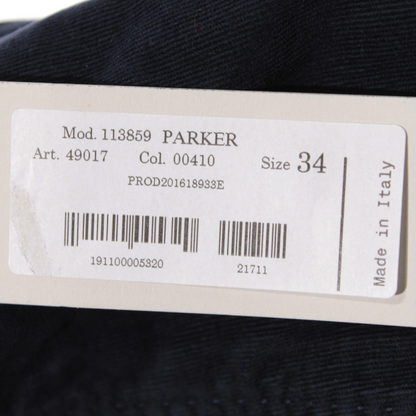 Mod. 113859 PARKER
Art. 49017 Col. 00410 Size 34
PROD201618933E
191100005320 21711
Made in Italy